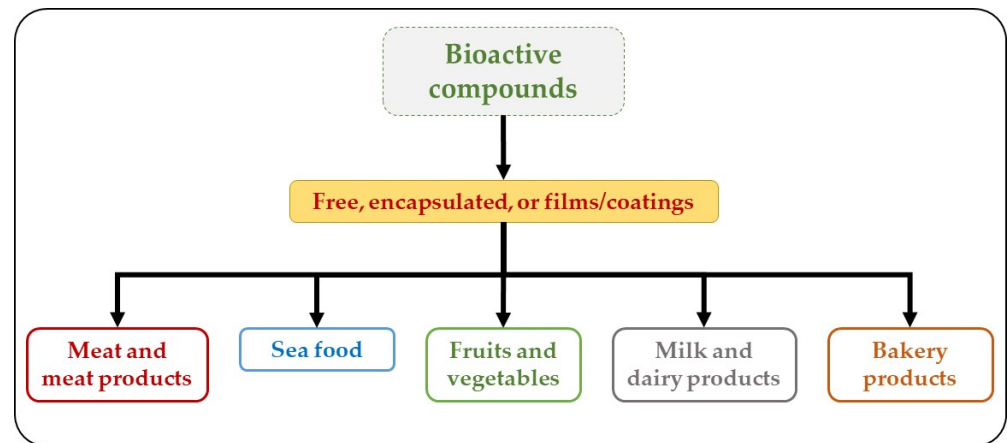 Bioactive
compounds
Free, encapsulated, or films/coatings
Meat and
meat products
Sea food
Fruits and
vegetables
Milk and
dairy products
Bakery
products